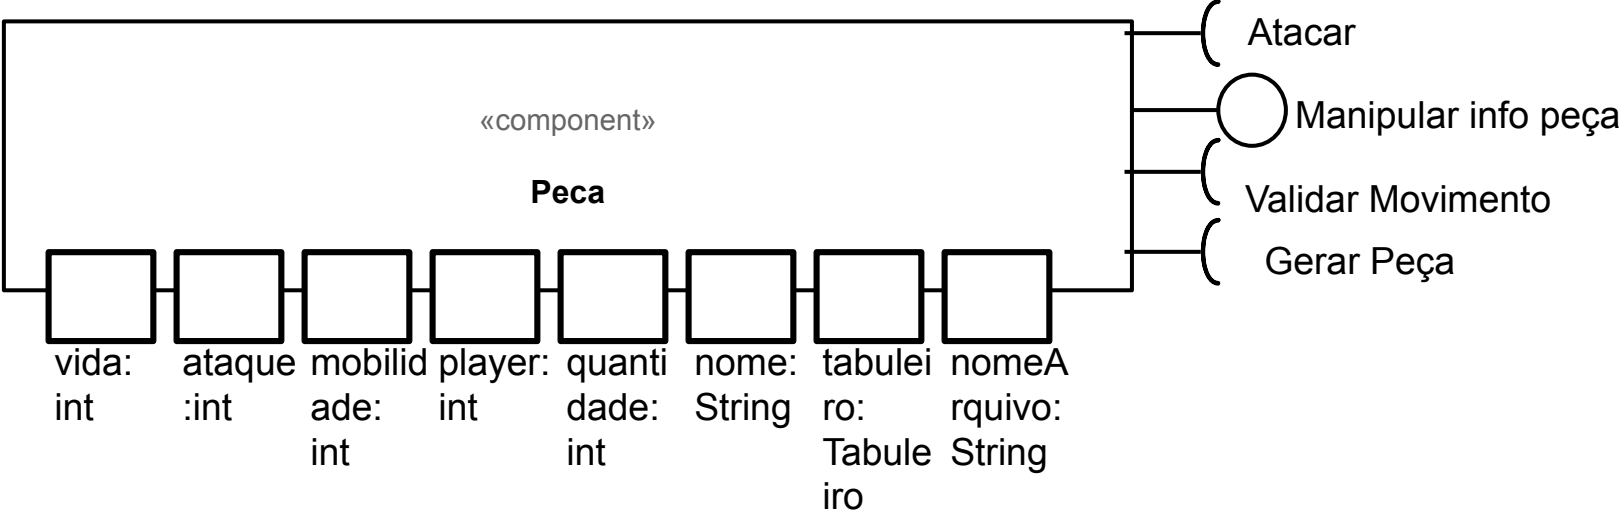 Atacar
«component»
Manipular info peça
Peca
Validar Movimento
Gerar Peça
vida:
int
ataque
:int
mobilid
ade:
int
player:
int
quanti
dade:
int
nome:
String
tabulei
ro:
Tabule
iro
nomeA
rquivo:
String